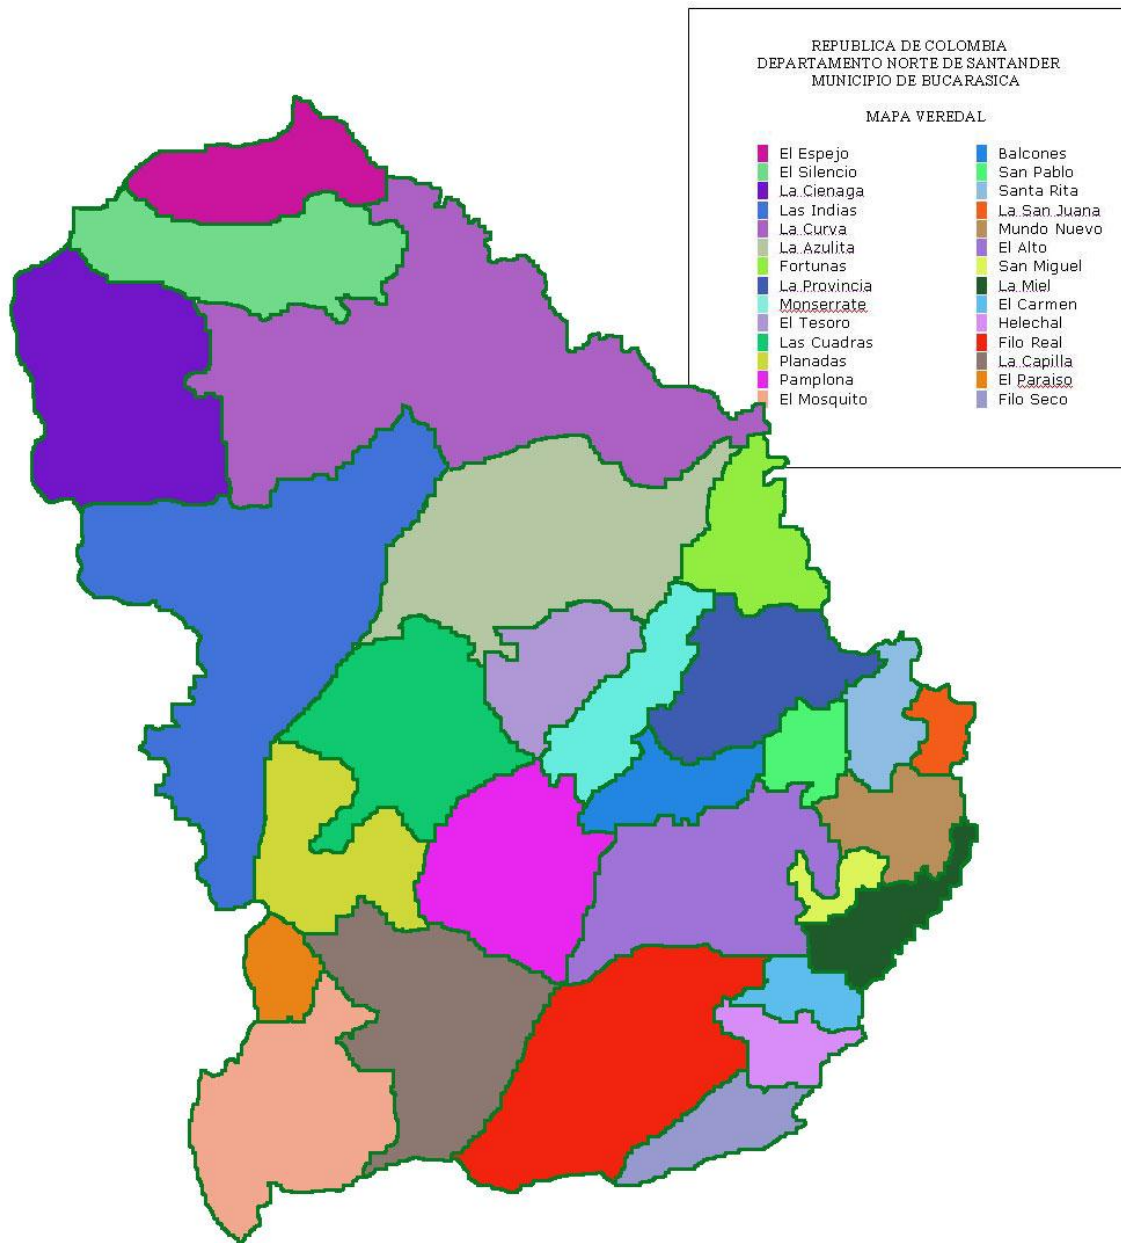 REPUBLICA DE COLOMBIA
DEPARTAMENTO NORTE DE SANTANDER
MUNICIPIO DE BUCARASICA
MAPA VEREDAL
El Espejo
El Silencio
La Cienaga
Las Indias
La Curva
La Azulita
Fortunas
La Provincia
Monserrate
El Tesoro
Las Cuadras
Planadas
Pamplona
El Mosquito
Balcones
San Pablo
Santa Rita
La San Juana
Mundo Nuevo
El Alto
San Miguel
La Miel
El Carmen
Helechal
Filo Real
La Capilla
El Paraiso
Filo Seco